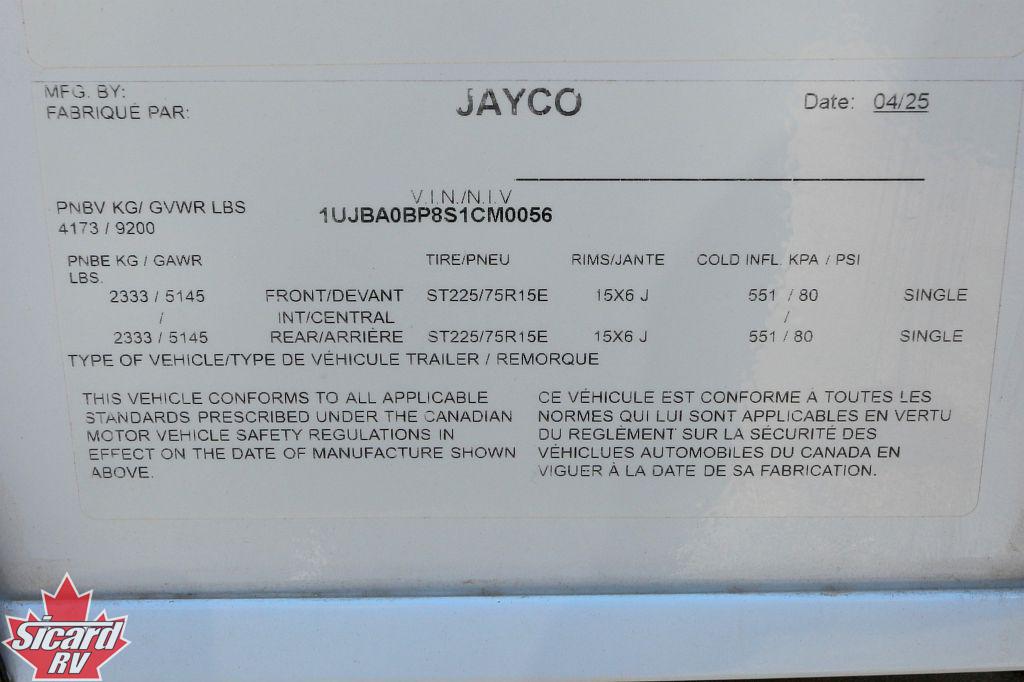 MFG. BY:
FABRIQUÉ PAR:
JAYCO
Date: 04/25
V.I.N./N.I.V
1UJBA0BP8S1CM0056
PNBV KG/ GVWR LBS
4173 / 9200
PNBE KG / GAWR LBS. TIRE/PNEU RIMS/JANTE COLD INFL. KPA / PSI
2333 / 5145 FRONT/DEVANT ST225/75R15E 15X6 J 551 / 80 SINGLE
/ INT/CENTRAL /
2333 / 5145 REAR/ARRIÈRE ST225/75R15E 15X6 J 551 / 80 SINGLE
TYPE OF VEHICLE/TYPE DE VÉHICULE TRAILER / REMORQUE
THIS VEHICLE CONFORMS TO ALL APPLICABLE
STANDARDS PRESCRIBED UNDER THE CANADIAN
MOTOR VEHICLE SAFETY REGULATIONS IN
EFFECT ON THE DATE OF MANUFACTURE SHOWN
ABOVE.
CE VÉHICULE EST CONFORME À TOUTES LES
NORMES QUI LUI SONT APPLICABLES EN VERTU
DU REGLÈMENT SUR LA SÉCURITÉ DES
VÉHICLUES AUTOMOBILES DU CANADA EN
VIGUER À LA DATE DE SA FABRICATION.
Sicard
RV